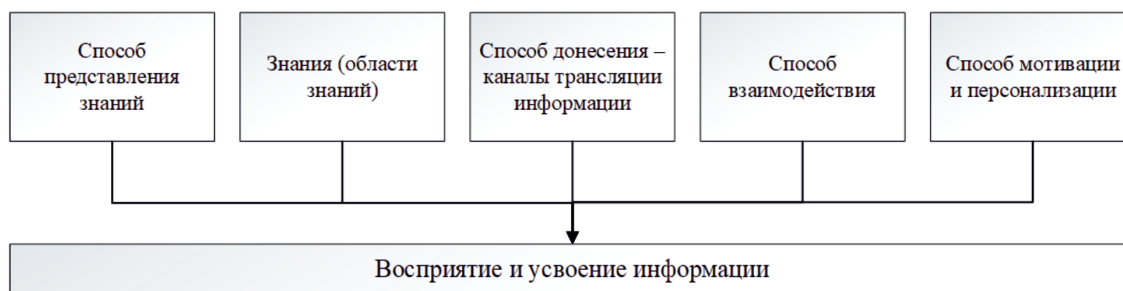 Способ
представления
знаний
Знания (области
знаний)
Способ донесения –
каналы трансляции
информации
Способ
взаимодействия
Способ мотивации
и персонализации
Восприятие и усвоение информации